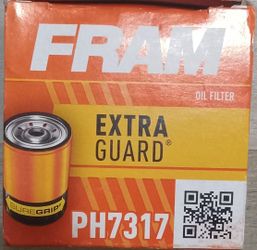 FRAM
OIL FILTER
EXTRA
GUARD®
SUREGRIP®
PH7317